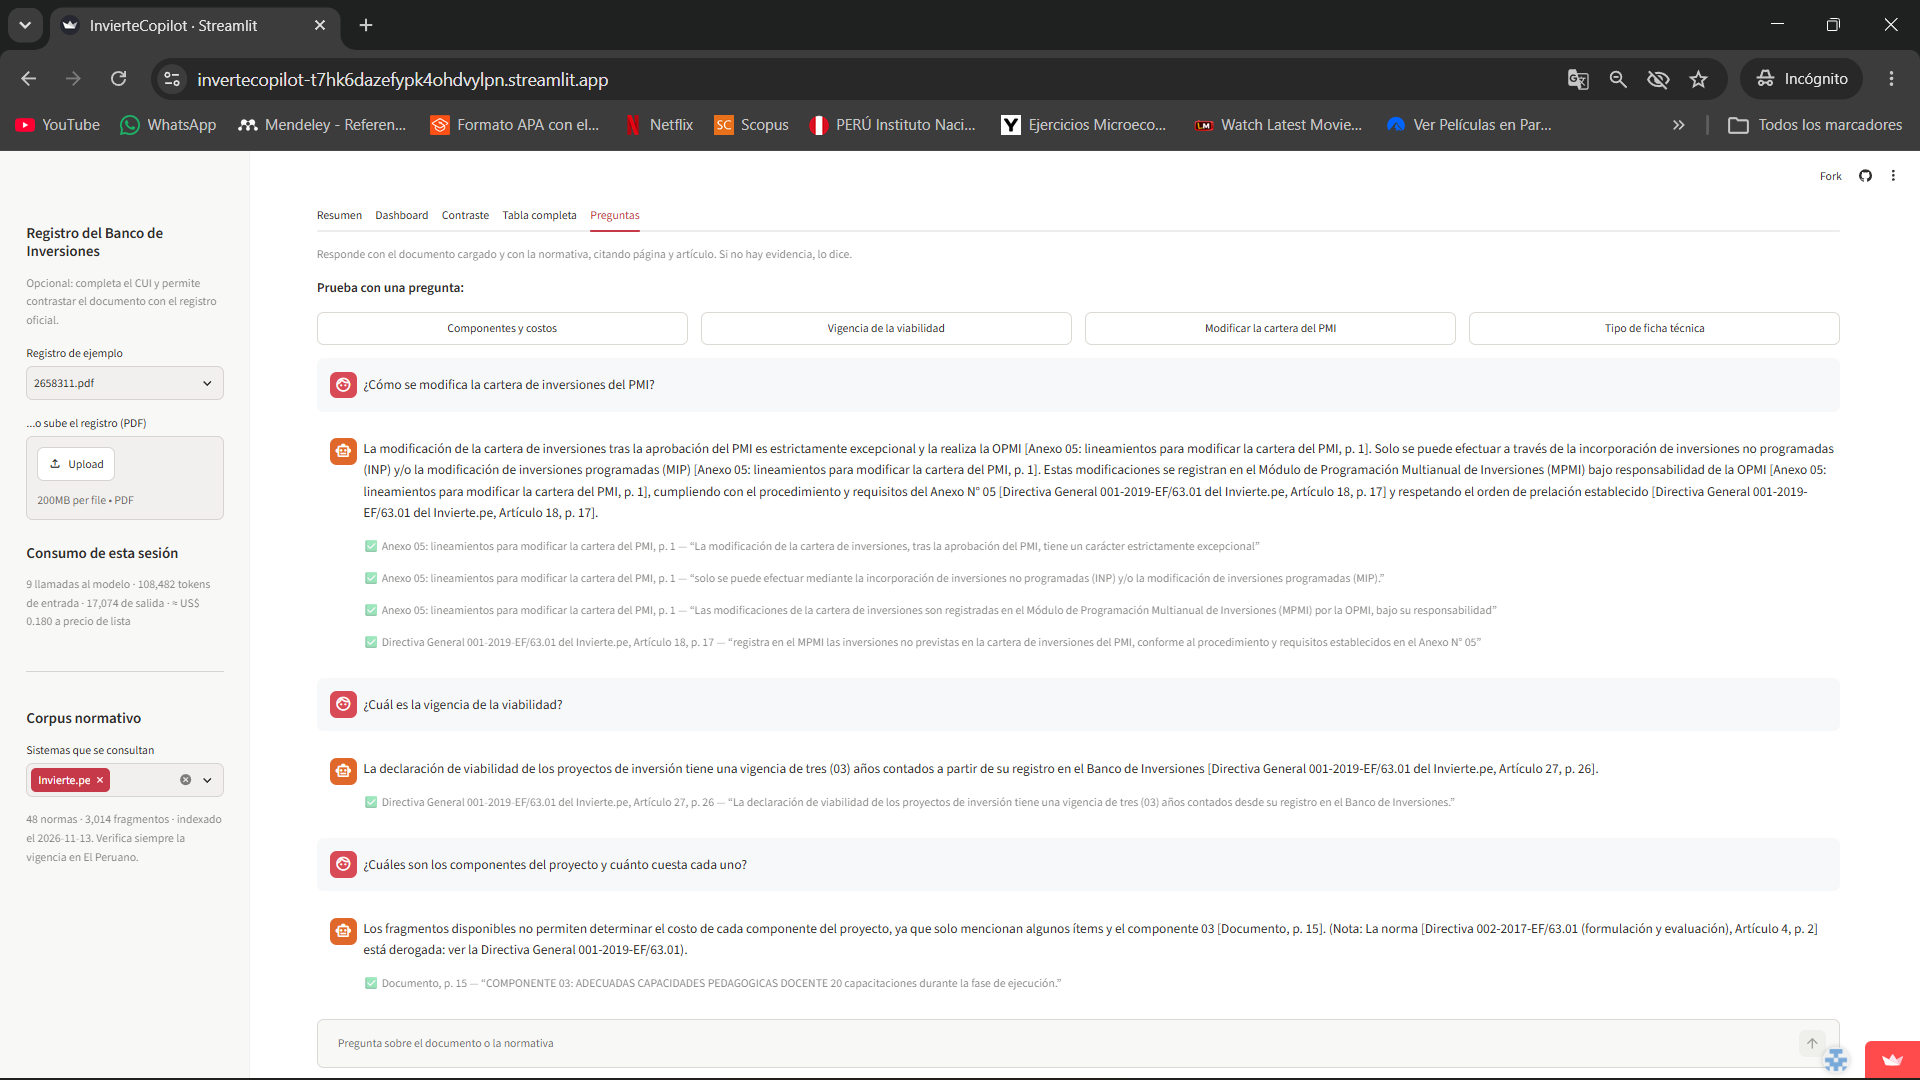 InvierteCopilot · Streamlit
invertecopilot-t7hk6dazefypk4ohdvylpn.streamlit.app
Incógnito
YouTube
WhatsApp
Mendeley - Referen...
Formato APA con el...
Netflix
SC Scopus
PERÚ Instituto Naci...
Y Ejercicios Microeco...
LM Watch Latest Movie...
Ver Películas en Par...
Todos los marcadores
Fork
Registro del Banco de
Inversiones
Opcional: completa el CUI y permite
contrastar el documento con el registro
oficial.
Registro de ejemplo
2658311.pdf
...o sube el registro (PDF)
Upload
200MB per file • PDF
Consumo de esta sesión
9 llamadas al modelo · 108,482 tokens
de entrada · 17,074 de salida · ≈ US$
0.180 a precio de lista
Corpus normativo
Sistemas que se consultan
Invierte.pe
48 normas · 3,014 fragmentos · indexado
el 2026-11-13. Verifica siempre la
vigencia en El Peruano.
Resumen Dashboard Contraste Tabla completa Preguntas
Responde con el documento cargado y con la normativa, citando página y artículo. Si no hay evidencia, lo dice.
Prueba con una pregunta:
Componentes y costos
Vigencia de la viabilidad
Modificar la cartera del PMI
Tipo de ficha técnica
¿Cómo se modifica la cartera de inversiones del PMI?
La modificación de la cartera de inversiones tras la aprobación del PMI es estrictamente excepcional y la realiza la OPMI [Anexo 05: lineamientos para modificar la cartera del PMI, p. 1]. Solo se puede efectuar a través de la incorporación de inversiones no programadas
(INP) y/o la modificación de inversiones programadas (MIP) [Anexo 05: lineamientos para modificar la cartera del PMI, p. 1]. Estas modificaciones se registran en el Módulo de Programación Multianual de Inversiones (MPMI) bajo responsabilidad de la OPMI [Anexo 05:
lineamientos para modificar la cartera del PMI, p. 1], cumpliendo con el procedimiento y requisitos del Anexo N° 05 [Directiva General 001-2019-EF/63.01 del Invierte.pe, Artículo 18, p. 17] y respetando el orden de prelación establecido [Directiva General 001-2019-
EF/63.01 del Invierte.pe, Artículo 18, p. 17].
Anexo 05: lineamientos para modificar la cartera del PMI, p. 1 — “La modificación de la cartera de inversiones, tras la aprobación del PMI, tiene un carácter estrictamente excepcional”
Anexo 05: lineamientos para modificar la cartera del PMI, p. 1 — “solo se puede efectuar mediante la incorporación de inversiones no programadas (INP) y/o la modificación de inversiones programadas (MIP).”
Anexo 05: lineamientos para modificar la cartera del PMI, p. 1 — “Las modificaciones de la cartera de inversiones son registradas en el Módulo de Programación Multianual de Inversiones (MPMI) por la OPMI, bajo su responsabilidad”
Directiva General 001-2019-EF/63.01 del Invierte.pe, Artículo 18, p. 17 — “registra en el MPMI las inversiones no previstas en la cartera de inversiones del PMI, conforme al procedimiento y requisitos establecidos en el Anexo N° 05”
¿Cuál es la vigencia de la viabilidad?
La declaración de viabilidad de los proyectos de inversión tiene una vigencia de tres (03) años contados a partir de su registro en el Banco de Inversiones [Directiva General 001-2019-EF/63.01 del Invierte.pe, Artículo 27, p. 26].
Directiva General 001-2019-EF/63.01 del Invierte.pe, Artículo 27, p. 26 — “La declaración de viabilidad de los proyectos de inversión tiene una vigencia de tres (03) años contados desde su registro en el Banco de Inversiones.”
¿Cuáles son los componentes del proyecto y cuánto cuesta cada uno?
Los fragmentos disponibles no permiten determinar el costo de cada componente del proyecto, ya que solo mencionan algunos ítems y el componente 03 [Documento, p. 15]. (Nota: La norma [Directiva 002-2017-EF/63.01 (formulación y evaluación), Artículo 4, p. 2]
está derogada: ver la Directiva General 001-2019-EF/63.01).
Documento, p. 15 — “COMPONENTE 03: ADECUADAS CAPACIDADES PEDAGOGICAS DOCENTE 20 capacitaciones durante la fase de ejecución.”
Pregunta sobre el documento o la normativa